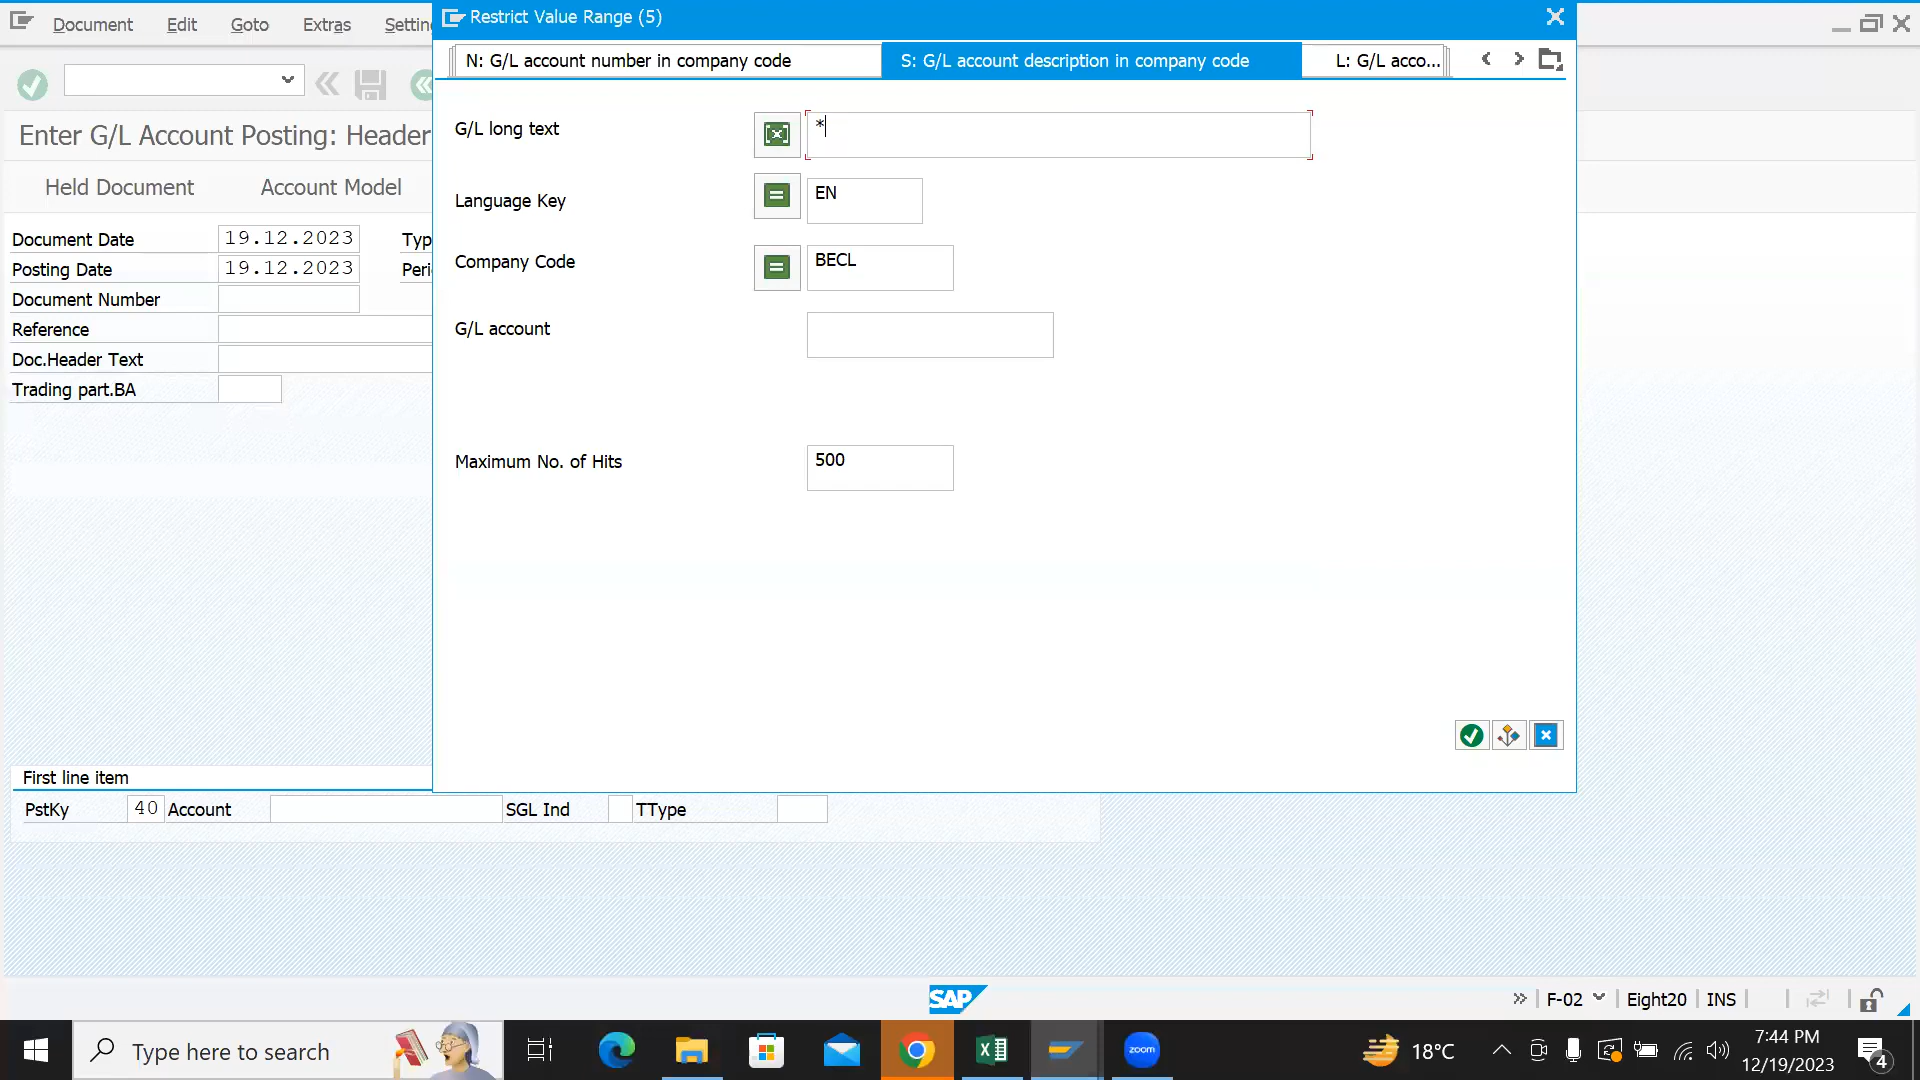 Document Edit Goto Extras Settin
Restrict Value Range (5)
N: G/L account number in company code
S: G/L account description in company code
L: G/L acco...
Enter G/L Account Posting: Header
Held Document Account Model
Document Date 19.12.2023 Typ
Posting Date 19.12.2023 Peri
Document Number
Reference
Doc.Header Text
Trading part.BA
G/L long text *
Language Key EN
Company Code BECL
G/L account
Maximum No. of Hits 500
First line item
PstKy 40 Account SGL Ind TType
SAP
F-02 Eight20 INS
Type here to search
zoom
18°C
7:44 PM
12/19/2023
4